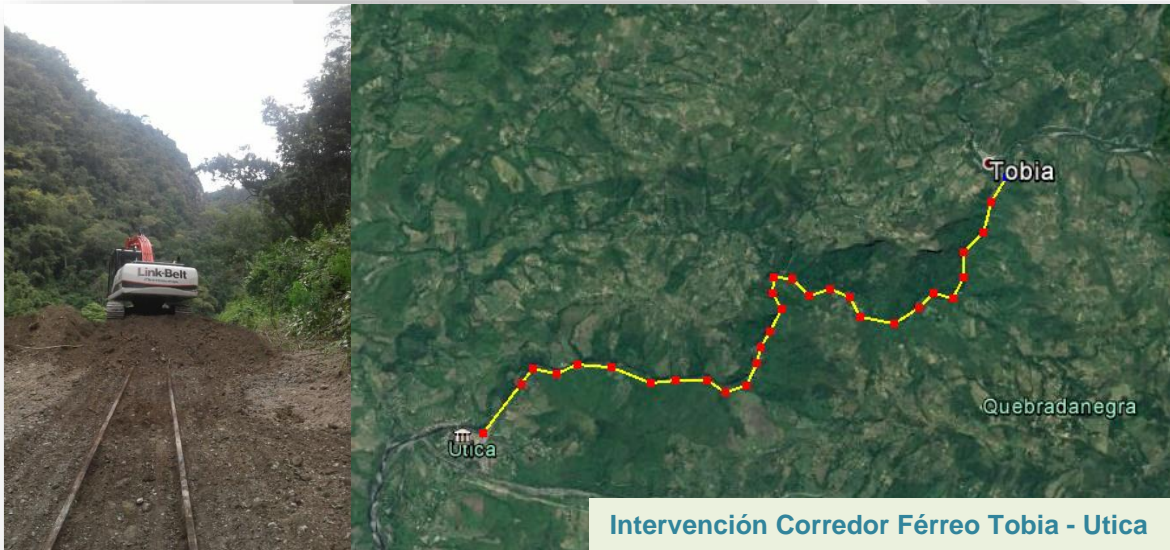 Link-Belt
Tobia
Quebradanegra
Utica
Intervención Corredor Férreo Tobia - Utica